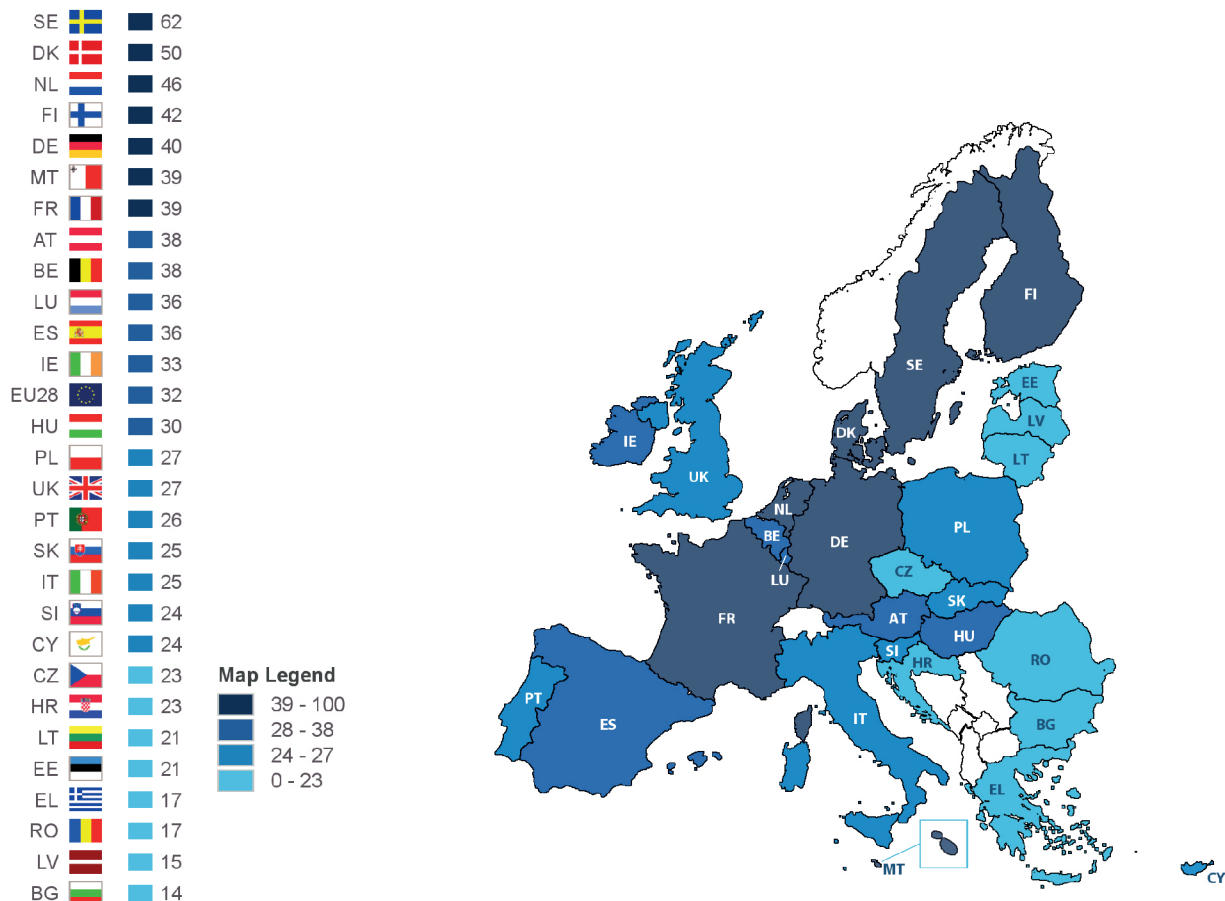 SE 62
DK 50
NL 46
FI 42
DE 40
MT 39
FR 39
AT 38
BE 38
LU 36
ES 36
IE 33
EU28 32
HU 30
PL 27
UK 27
PT 26
SK 25
IT 25
SI 24
CY 24
CZ 23
HR 23
LT 21
EE 21
EL 17
RO 17
LV 15
BG 14
Map Legend
39 - 100
28 - 38
24 - 27
0 - 23
FI
SE
EE
LV
LT
DK
IE
UK
NL
BE
DE
PL
LU
CZ
SK
FR
AT
HU
SI
HR
RO
PT
ES
IT
BG
EL
MT
CY